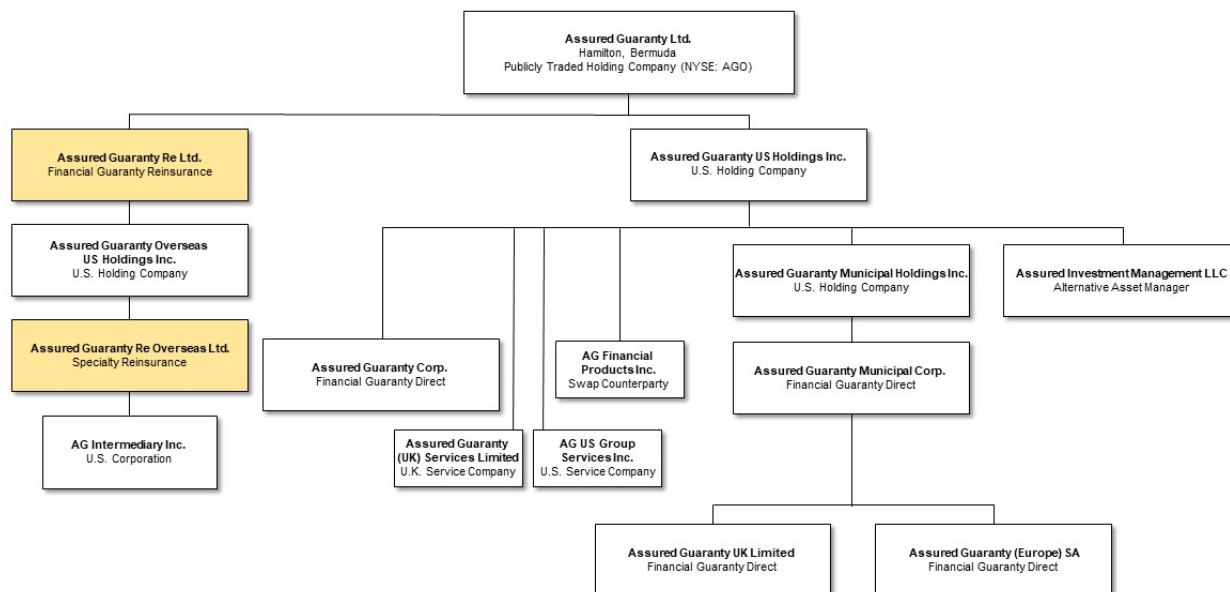 Assured Guaranty Ltd.
Hamilton, Bermuda
Publicly Traded Holding Company (NYSE: AGO)
Assured Guaranty Re Ltd.
Financial Guaranty Reinsurance
Assured Guaranty US Holdings Inc.
U.S. Holding Company
Assured Guaranty Overseas
US Holdings Inc.
U.S. Holding Company
Assured Guaranty Municipal Holdings Inc.
U.S. Holding Company
Assured Investment Management LLC
Alternative Asset Manager
Assured Guaranty Re Overseas Ltd.
Specialty Reinsurance
Assured Guaranty Corp.
Financial Guaranty Direct
AG Financial
Products Inc.
Swap Counterparty
Assured Guaranty Municipal Corp.
Financial Guaranty Direct
AG Intermediary Inc.
U.S. Corporation
Assured Guaranty
(UK) Services Limited
U.K. Service Company
AG US Group
Services Inc.
U.S. Service Company
Assured Guaranty UK Limited
Financial Guaranty Direct
Assured Guaranty (Europe) SA
Financial Guaranty Direct